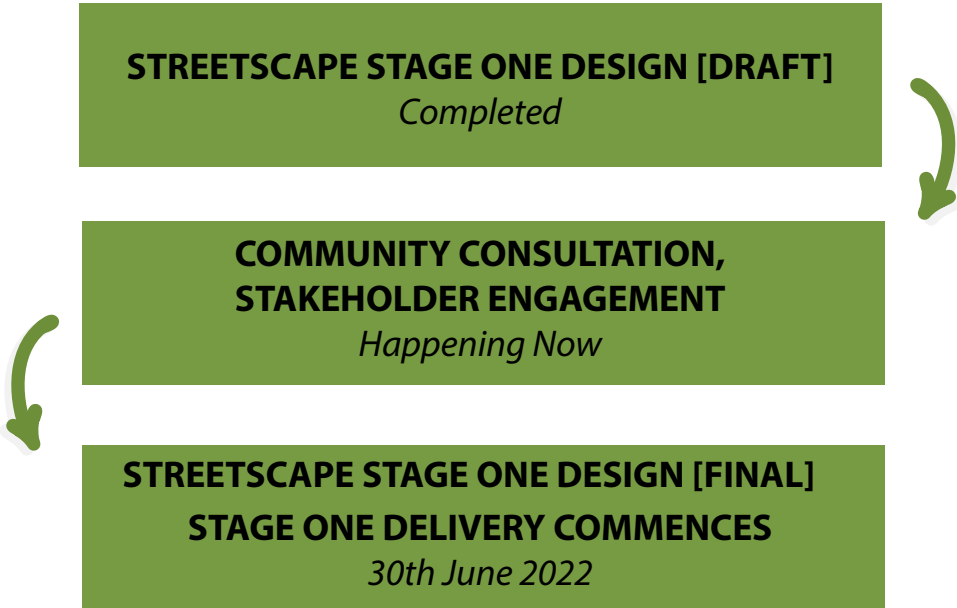 STREETSCAPE STAGE ONE DESIGN [DRAFT]
Completed
COMMUNITY CONSULTATION,
STAKEHOLDER ENGAGEMENT
Happening Now
STREETSCAPE STAGE ONE DESIGN [FINAL]
STAGE ONE DELIVERY COMMENCES
30th June 2022